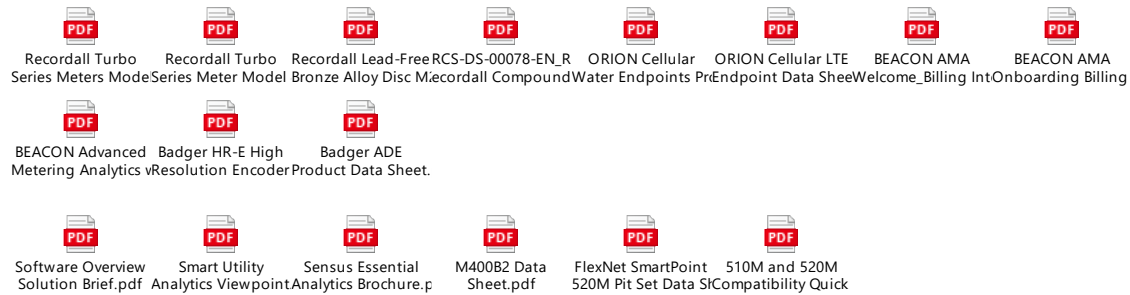 PDF PDF PDF PDF PDF PDF PDF PDF
Recordall Turbo Recordall Turbo Recordall Lead-Free RCS-DS-00078-EN_R ORION Cellular ORION Cellular LTE BEACON AMA BEACON AMA
Series Meters Mode Series Meter Model Bronze Alloy Disc M ecordall Compound Water Endpoints Pr Endpoint Data Shee Welcome_Billing Int Onboarding Billing
PDF PDF PDF
BEACON Advanced Badger HR-E High Badger ADE
Metering Analytics Resolution Encoder Product Data Sheet.
PDF PDF PDF PDF PDF PDF
Software Overview Smart Utility Sensus Essential M400B2 Data FlexNet SmartPoint 510M and 520M
Solution Brief.pdf Analytics Viewpoint. Analytics Brochure.p Sheet.pdf 520M Pit Set Data Compatibility Quick